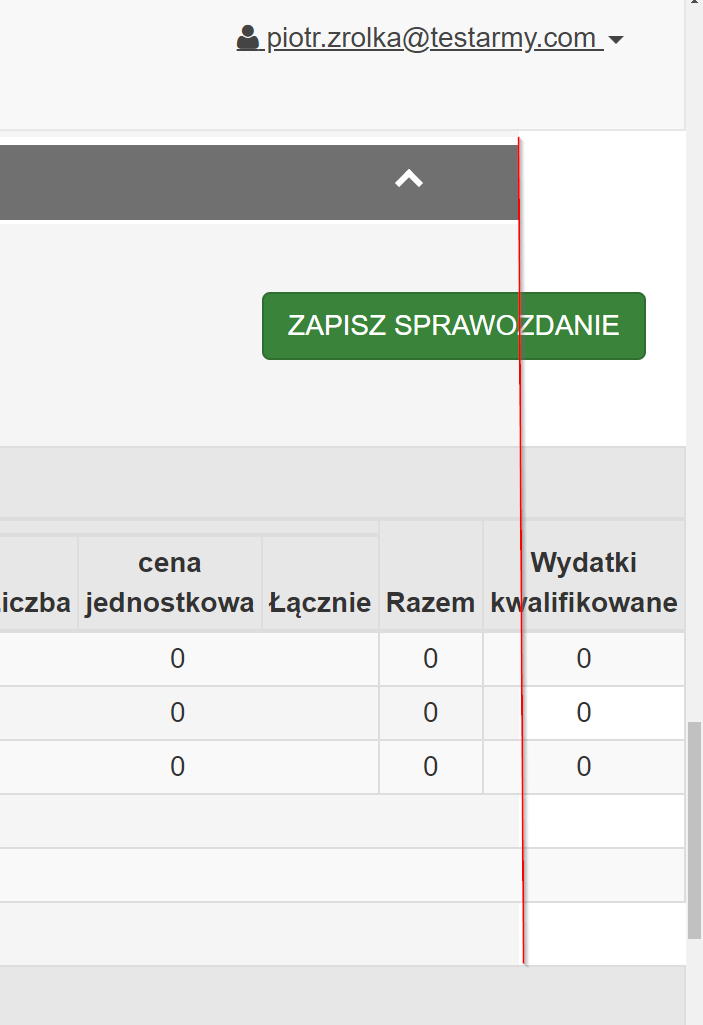 piotr.zrolka@testarmy.com
ZAPISZ SPRAWOZDANIE
cena Wydatki
iczba jednostkowa Łącznie Razem kwalifikowane
0 0 0
0 0 0
0 0 0